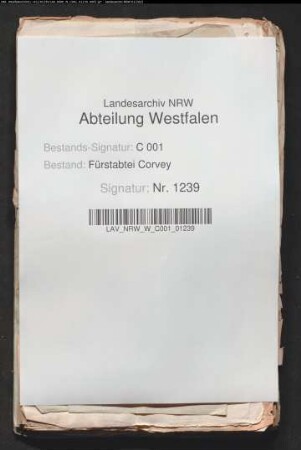 Landesarchiv NRW
Abteilung Westfalen
Bestands-Signatur: C 001
Bestand: Fürstabtei Corvey
Signatur: Nr. 1239
LAV_NRW_W_C001_01239